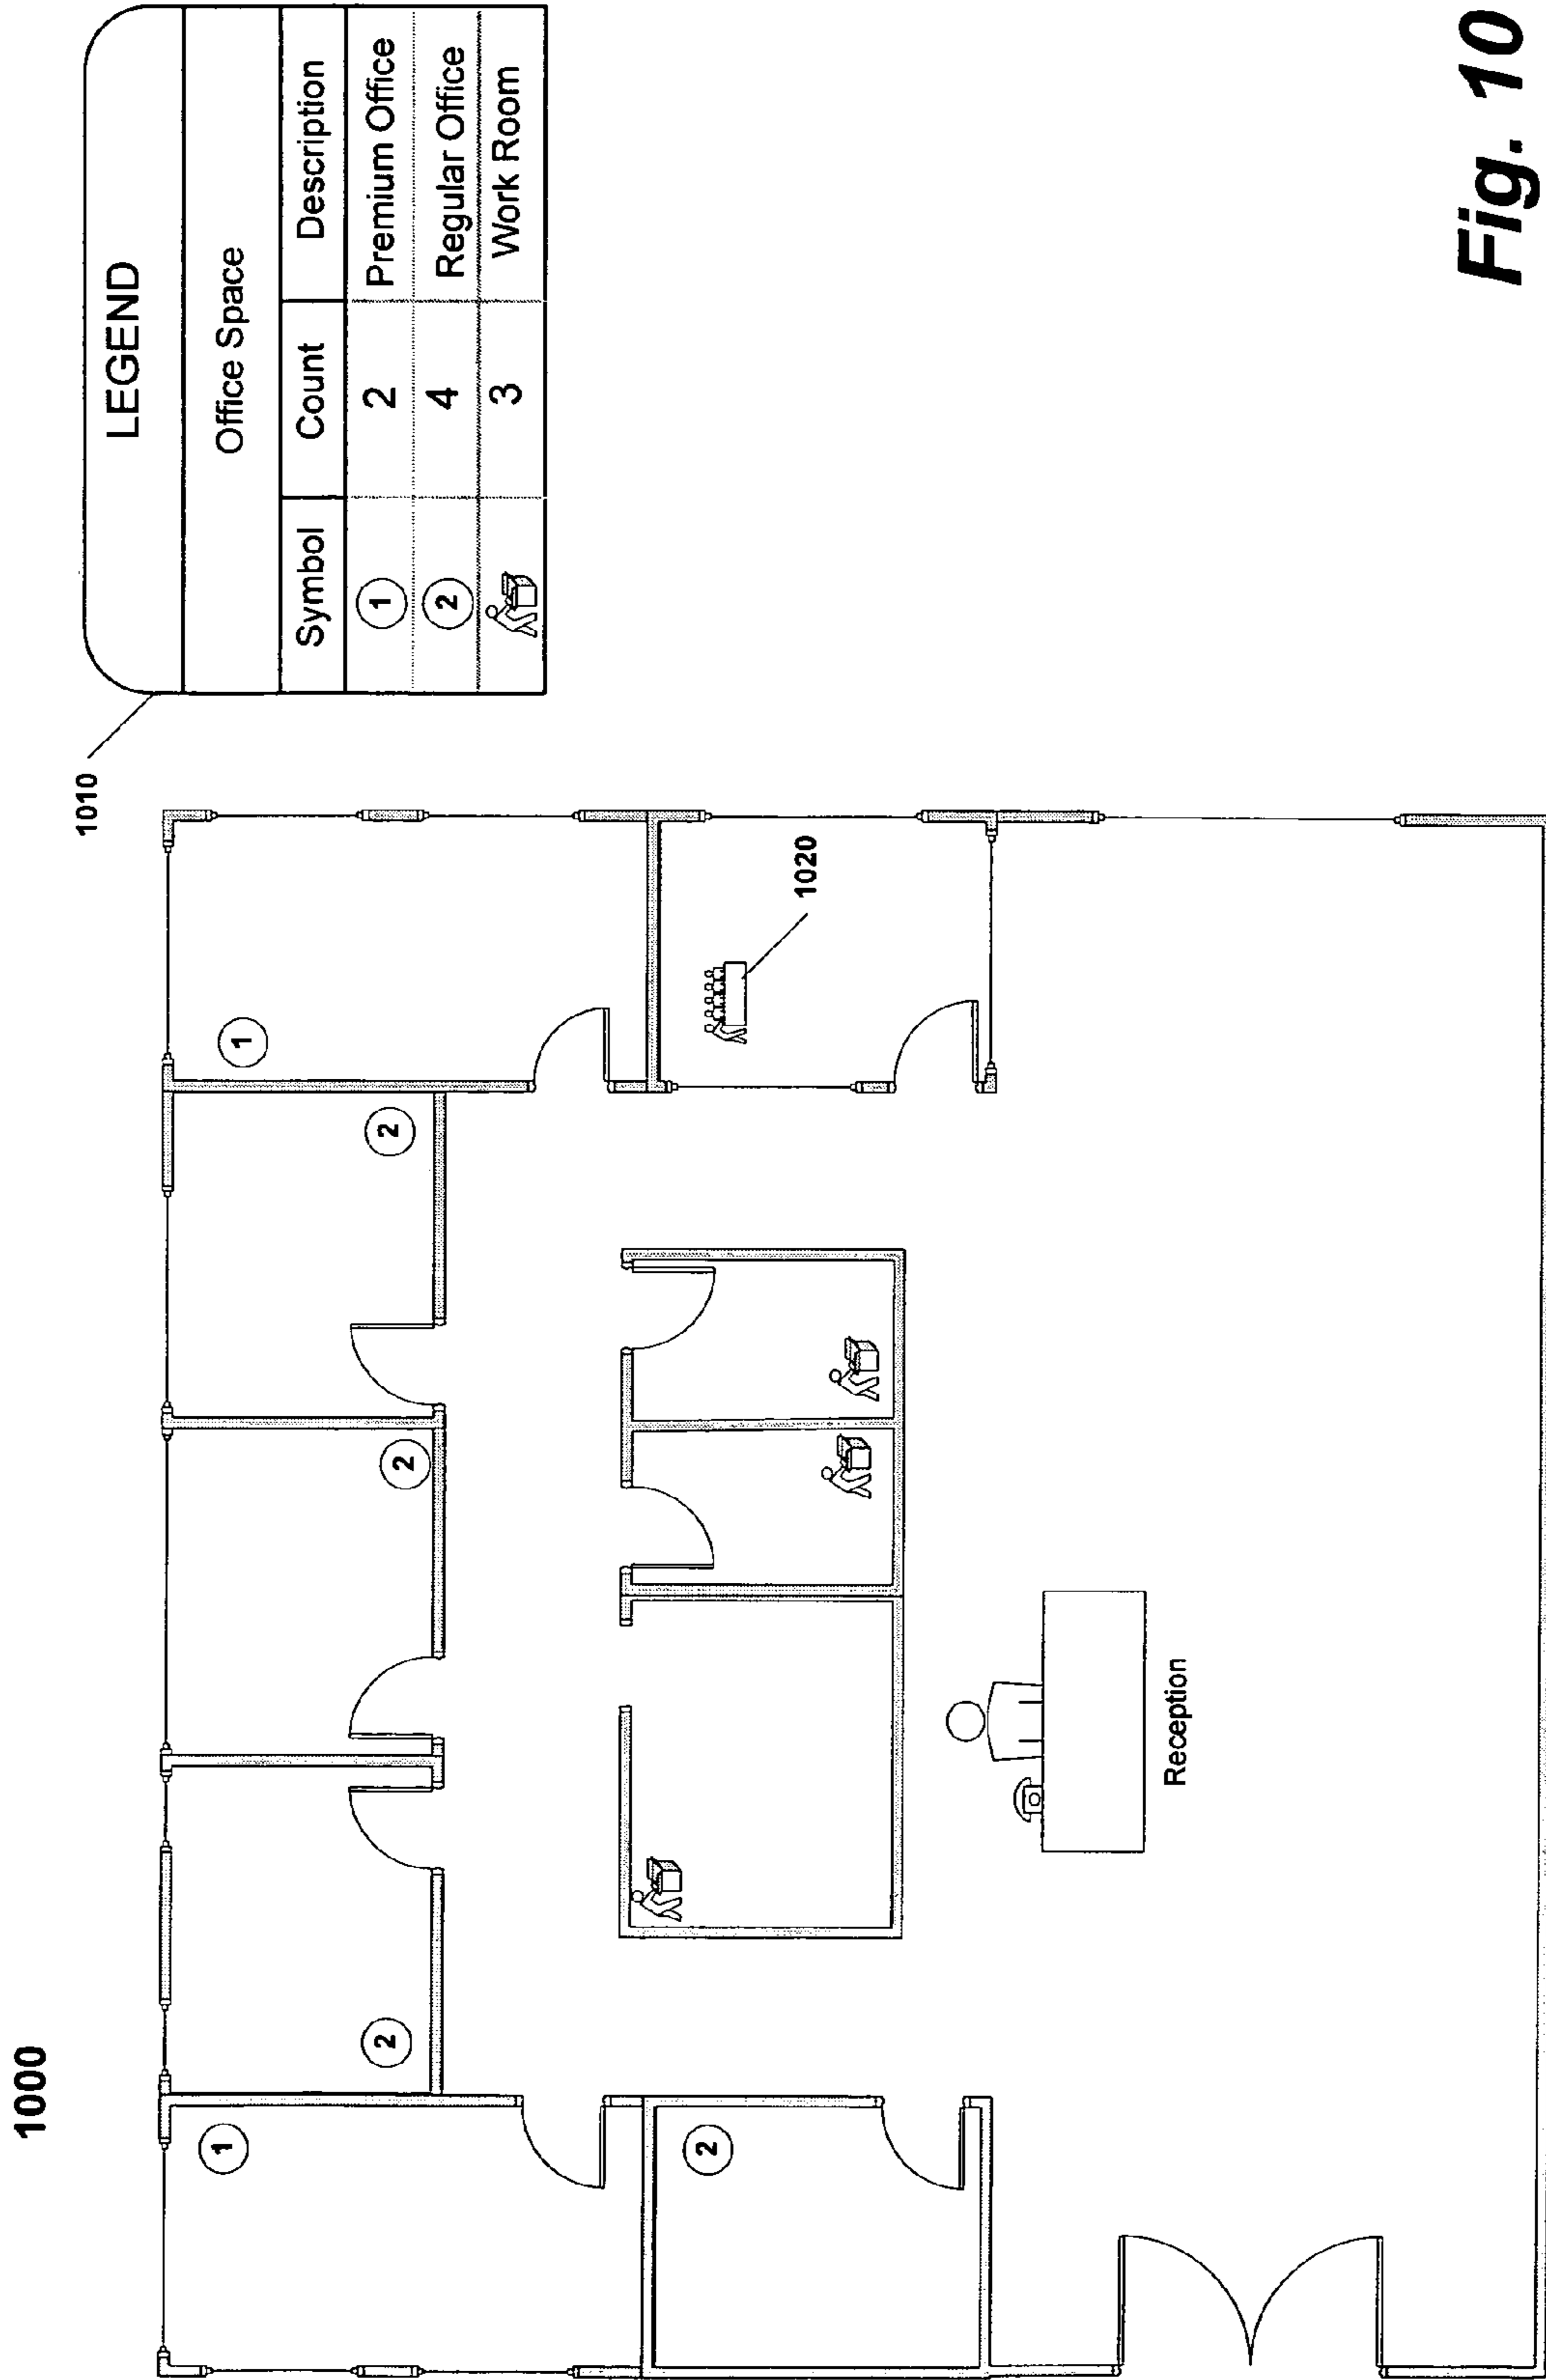 1000
1010
LEGEND
Office Space
Symbol Count Description
1 2 Premium Office
2 4 Regular Office
3 Work Room
1
2
2
2
1
2
1020
Reception
Fig. 10